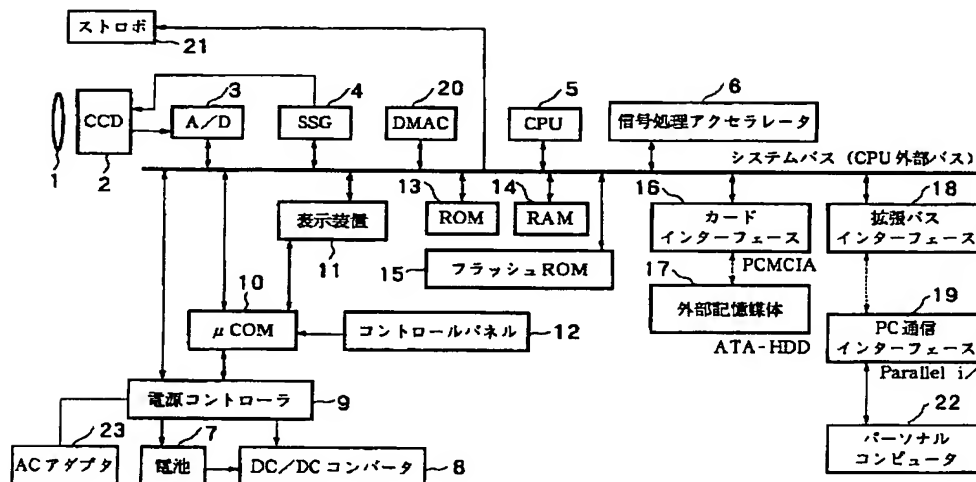 ストロボ
21
3
4
20
5
6
CCD
A/D
SSG
DMAC
CPU
信号処理アクセラレータ
1
2
システムバス (CPU外部バス)
13
14
16
18
表示装置
ROM
RAM
カード
インターフェース
拡張バス
インターフェース
11
15
フラッシュROM
PCMCIA
10
17
19
μCOM
コントロールパネル
12
外部記憶媒体
PC通信
インターフェース
ATA-HDD
Parallel i/
電源コントローラ
9
22
23
7
パーソナル
コンピュータ
ACアダプタ
電池
DC/DCコンバータ
8